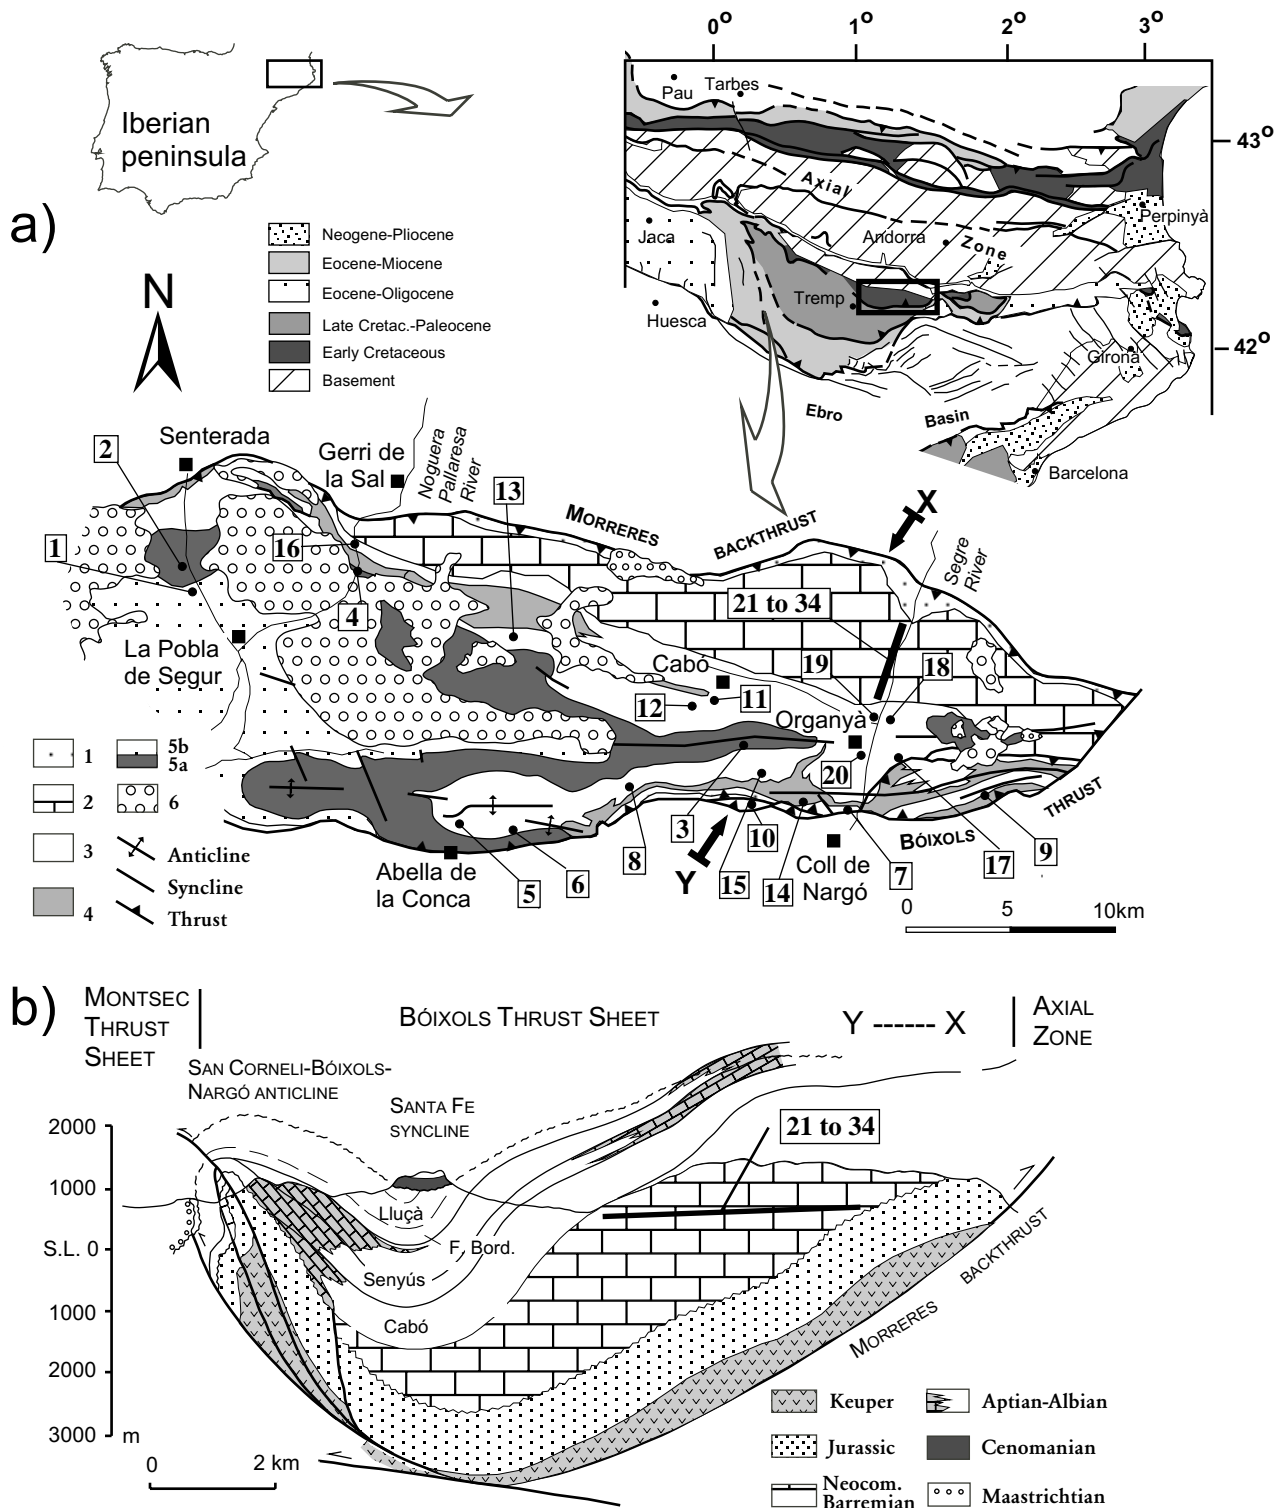 0°
1°
2°
3°
Iberian
peninsula
Pau
Tarbes
43°
Axial
Zone
Perpinyà
Jaca
Andorra
Tremp
Huesca
42°
Girona
Ebro
Basin
Barcelona
a)
N
Neogene-Pliocene
Eocene-Miocene
Eocene-Oligocene
Late Cretac.-Paleocene
Early Cretaceous
Basement
2
Senterada
Gerri de
la Sal
Noguera
Pallaresa
River
13
MORRERES
BACKTHRUST
X
Segre
River
1
16
4
21 to 34
La Pobla
de Segur
Cabó
19
18
12
11
Organyà
20
1
5b
5a
2
6
3
Anticline
4
Syncline
Thrust
3
8
10
BÓIXOLS
THRUST
Y
15
14
7
17
9
Abella de
la Conca
5
6
Coll de
Nargó
0
5
10km
b)
MONTSEC
THRUST
SHEET
BÓIXOLS THRUST SHEET
Y ------ X
AXIAL
ZONE
SAN CORNELI-BÓIXOLS-
NARGÓ ANTICLINE
SANTA FE
SYNCLINE
2000
1000
S.L. 0
1000
2000
3000
m
21 to 34
Lluçà
F. Bord.
Senyús
Cabó
MORRERES
BACKTHRUST
0
2 km
Keuper
Aptian-Albian
Jurassic
Cenomanian
Neocom.
Barremian
Maastrichtian